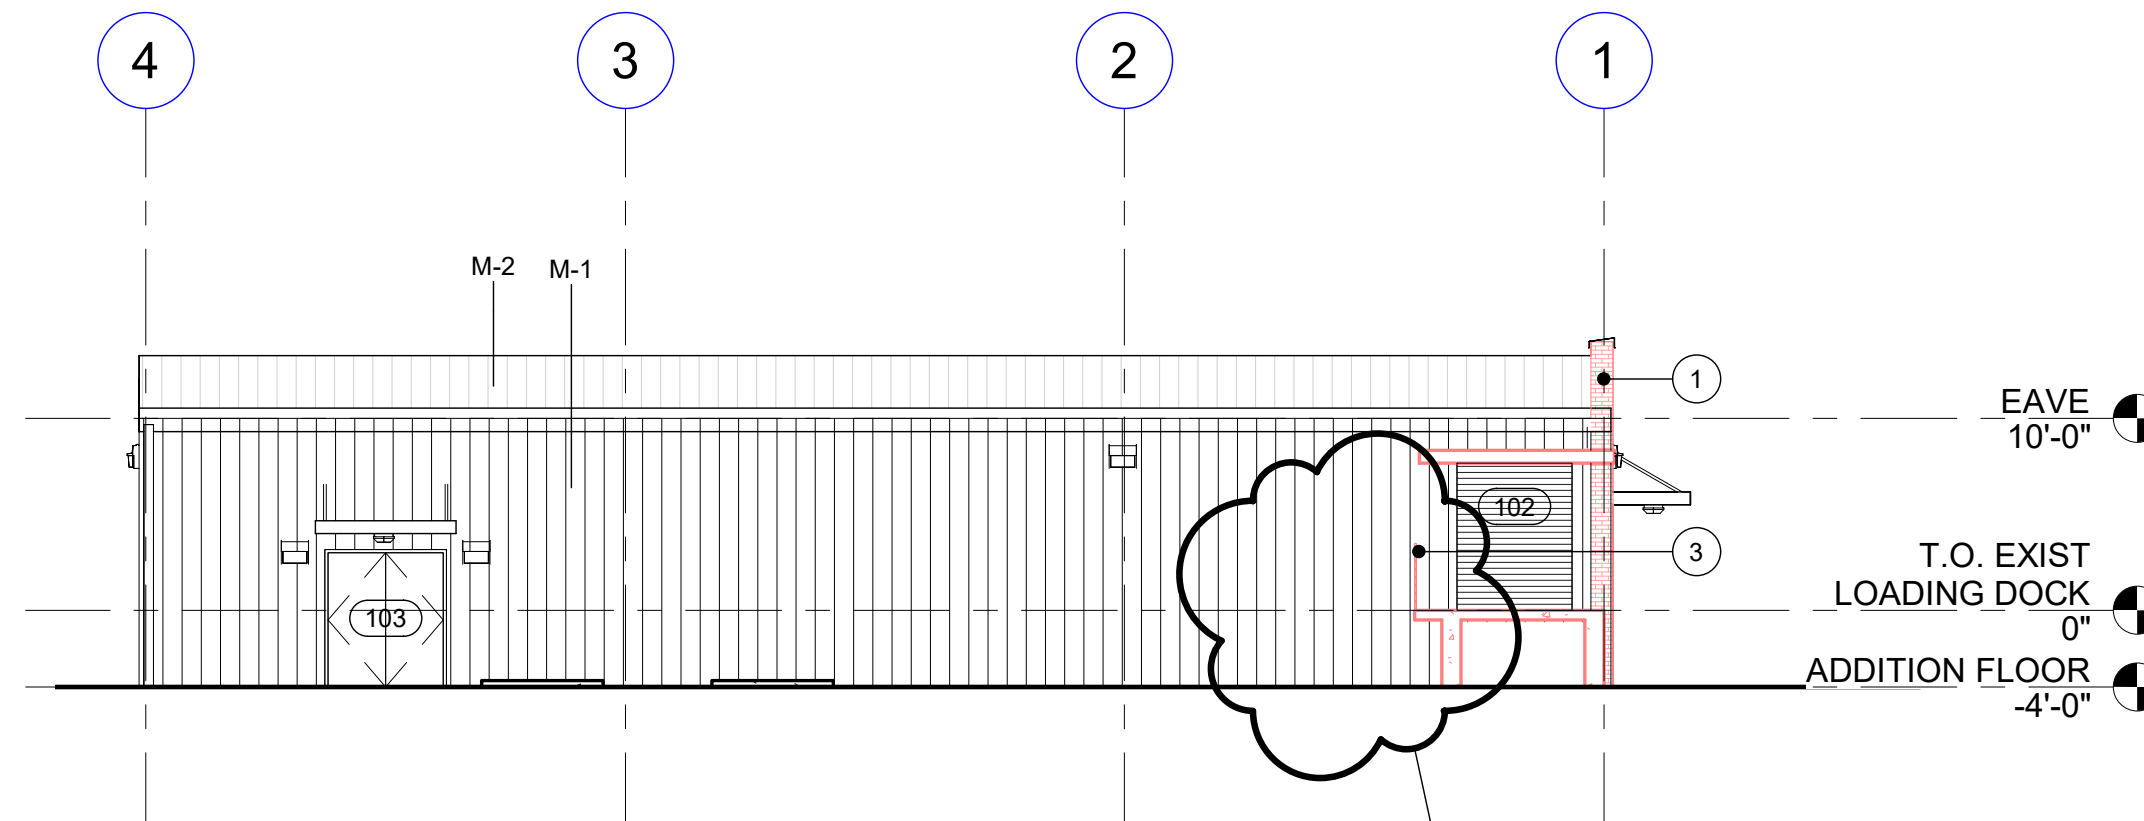 4
3
2
1
M-2
M-1
1
EAVE
10'-0"
102
3
T.O. EXIST
LOADING DOCK
0"
103
ADDITION FLOOR
-4'-0"